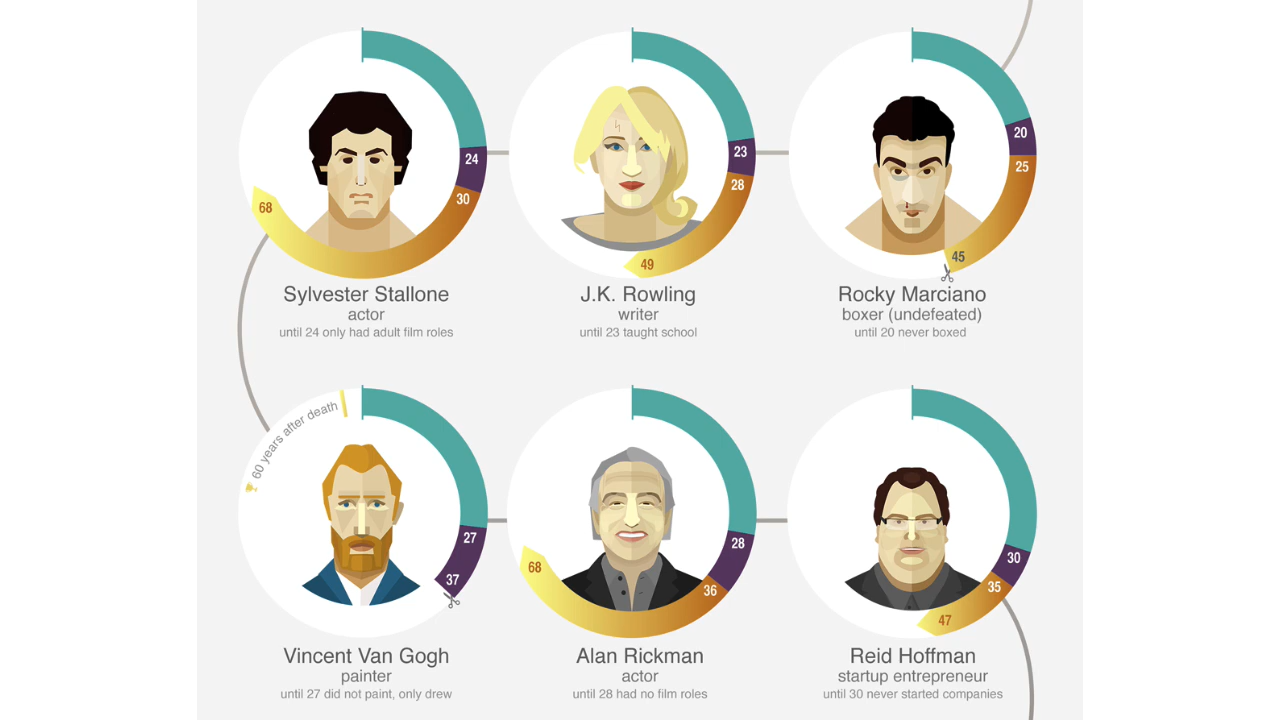 24
30
68
Sylvester Stallone
actor
until 24 only had adult film roles
23
28
49
J.K. Rowling
writer
until 23 taught school
20
25
45
Rocky Marciano
boxer (undefeated)
until 20 never boxed
60 years after death
27
37
Vincent Van Gogh
painter
until 27 did not paint, only drew
28
36
68
Alan Rickman
actor
until 28 had no film roles
30
35
47
Reid Hoffman
startup entrepreneur
until 30 never started companies